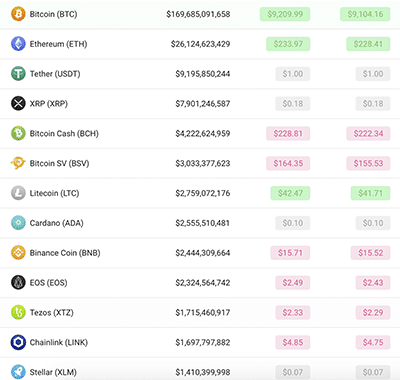 Bitcoin (BTC) $169,685,091,658 $9,209.99 $9,104.16
Ethereum (ETH) $26,124,623,429 $233.97 $228.41
Tether (USDT) $9,195,850,244 $1.00 $1.00
XRP (XRP) $7,901,246,587 $0.18 $0.18
Bitcoin Cash (BCH) $4,222,624,959 $228.81 $222.34
Bitcoin SV (BSV) $3,033,377,623 $164.35 $155.53
Litecoin (LTC) $2,759,072,176 $42.47 $41.71
Cardano (ADA) $2,555,510,481 $0.10 $0.10
Binance Coin (BNB) $2,444,309,664 $15.71 $15.52
EOS (EOS) $2,324,564,742 $2.49 $2.43
Tezos (XTZ) $1,715,460,917 $2.33 $2.29
Chainlink (LINK) $1,697,797,882 $4.85 $4.75
Stellar (XLM) $1,410,399,998 $0.07 $0.07